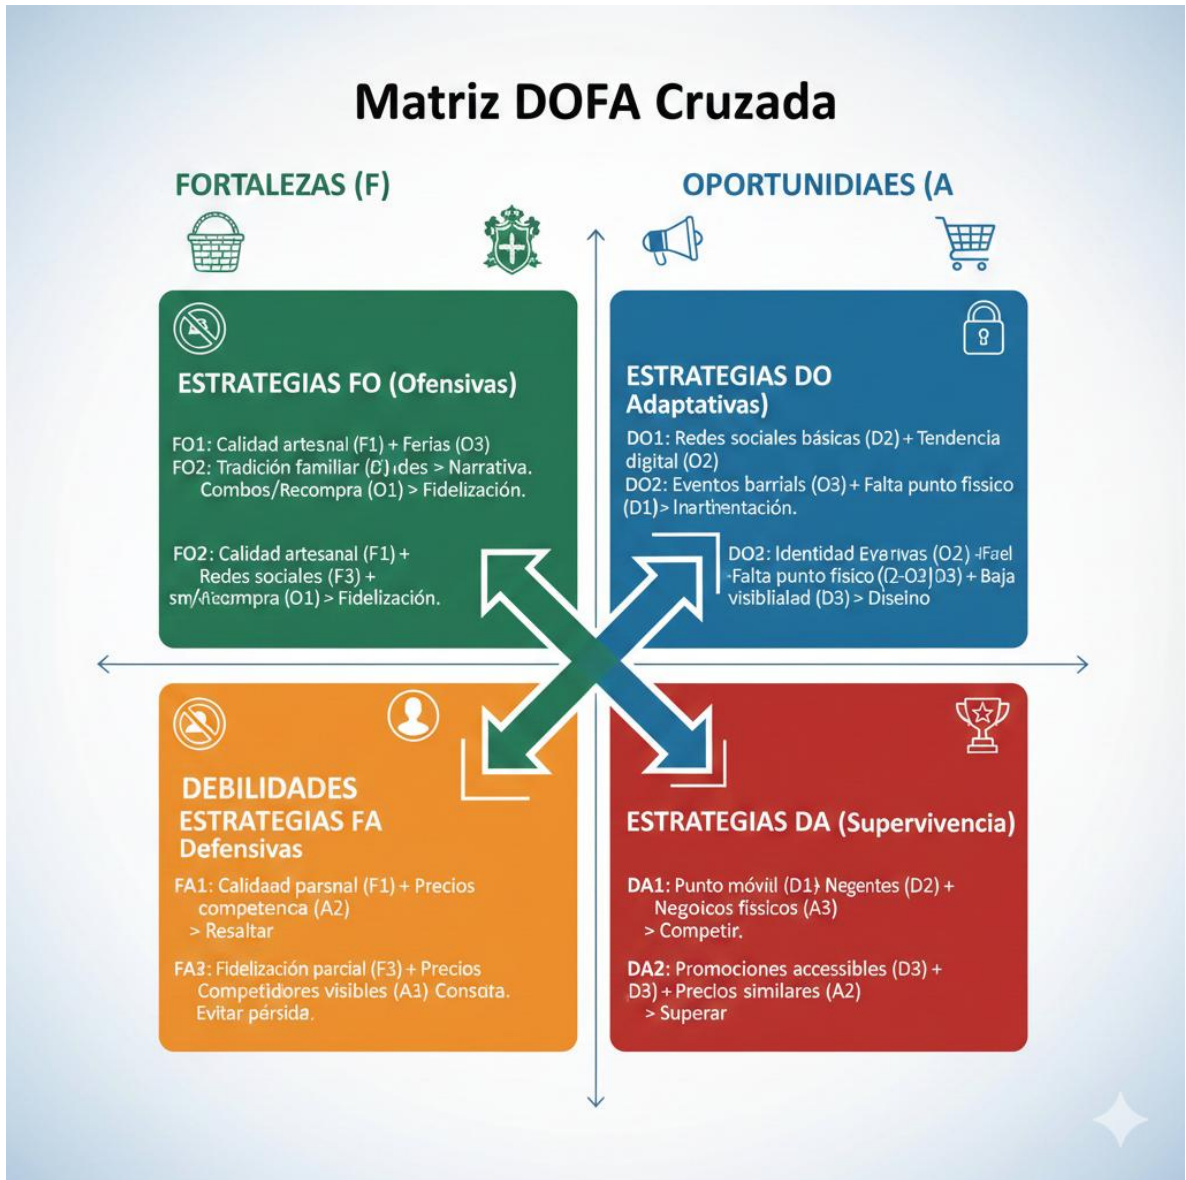 Matriz DOFA Cruzada
FORTALEZAS (F)
OPORTUNIDIAES (A
ESTRATEGIAS FO (Ofensivas)
FO1: Calidad artesnal (F1) + Ferias (O3)
FO2: Tradición familiar > Narrativa.
Combos/Recompra (O1) > Fidelización.
FO2: Calidad artesanal (F1) +
Redes sociales (F3) +
(O1) > Fidelización.
ESTRATEGIAS DO
Adaptativas)
DO1: Redes sociales básicas (D2) + Tendencia
digital (O2)
DO2: Eventos barrials (O3) + Falta punto fissico
(D1)>
DO2: Identidad (O2)
-Falta punto fisico + Baja
(D3) > Diseino
DEBILIDADES
ESTRATEGIAS FA
Defensivas
FA1: Calidaad parsnal (F1) + Precios
competenca (A2)
> Resaltar
FA3: Fidelización parcial (F3) + Precios
Competidores visibles
Evitar pérsida.
ESTRATEGIAS DA (Supervivencia)
DA1: Punto móvil (D1) Negentes (D2) +
Negoicos físsicos (A3)
> Competir.
DA2: Promociones accessibles (D3) +
D3) + Precios similares (A2)
> Superar